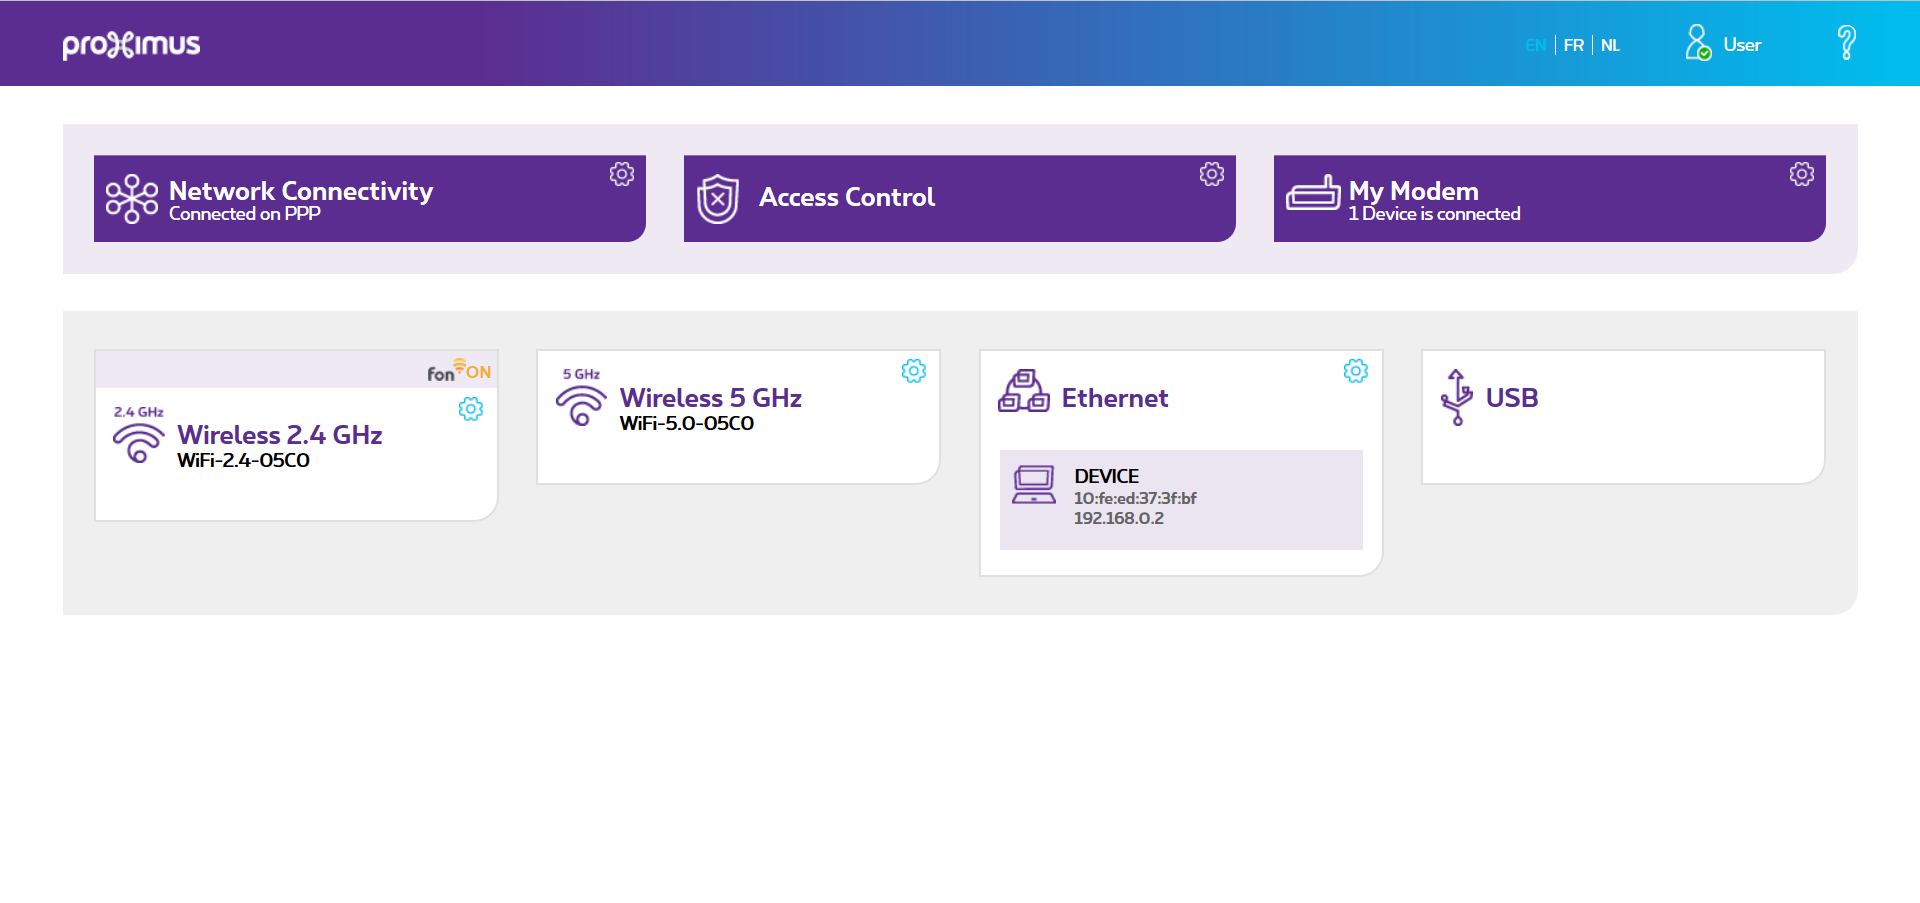 proximus
EN FR NL
User
Network Connectivity
Connected on PPP
Access Control
My Modem
1 Device is connected
fon ON
2.4 GHz
Wireless 2.4 GHz
WiFi-2.4-05C0
5 GHz
Wireless 5 GHz
WiFi-5.0-05C0
Ethernet
DEVICE
10:fe:ed:37:3f:bf
192.168.0.2
USB